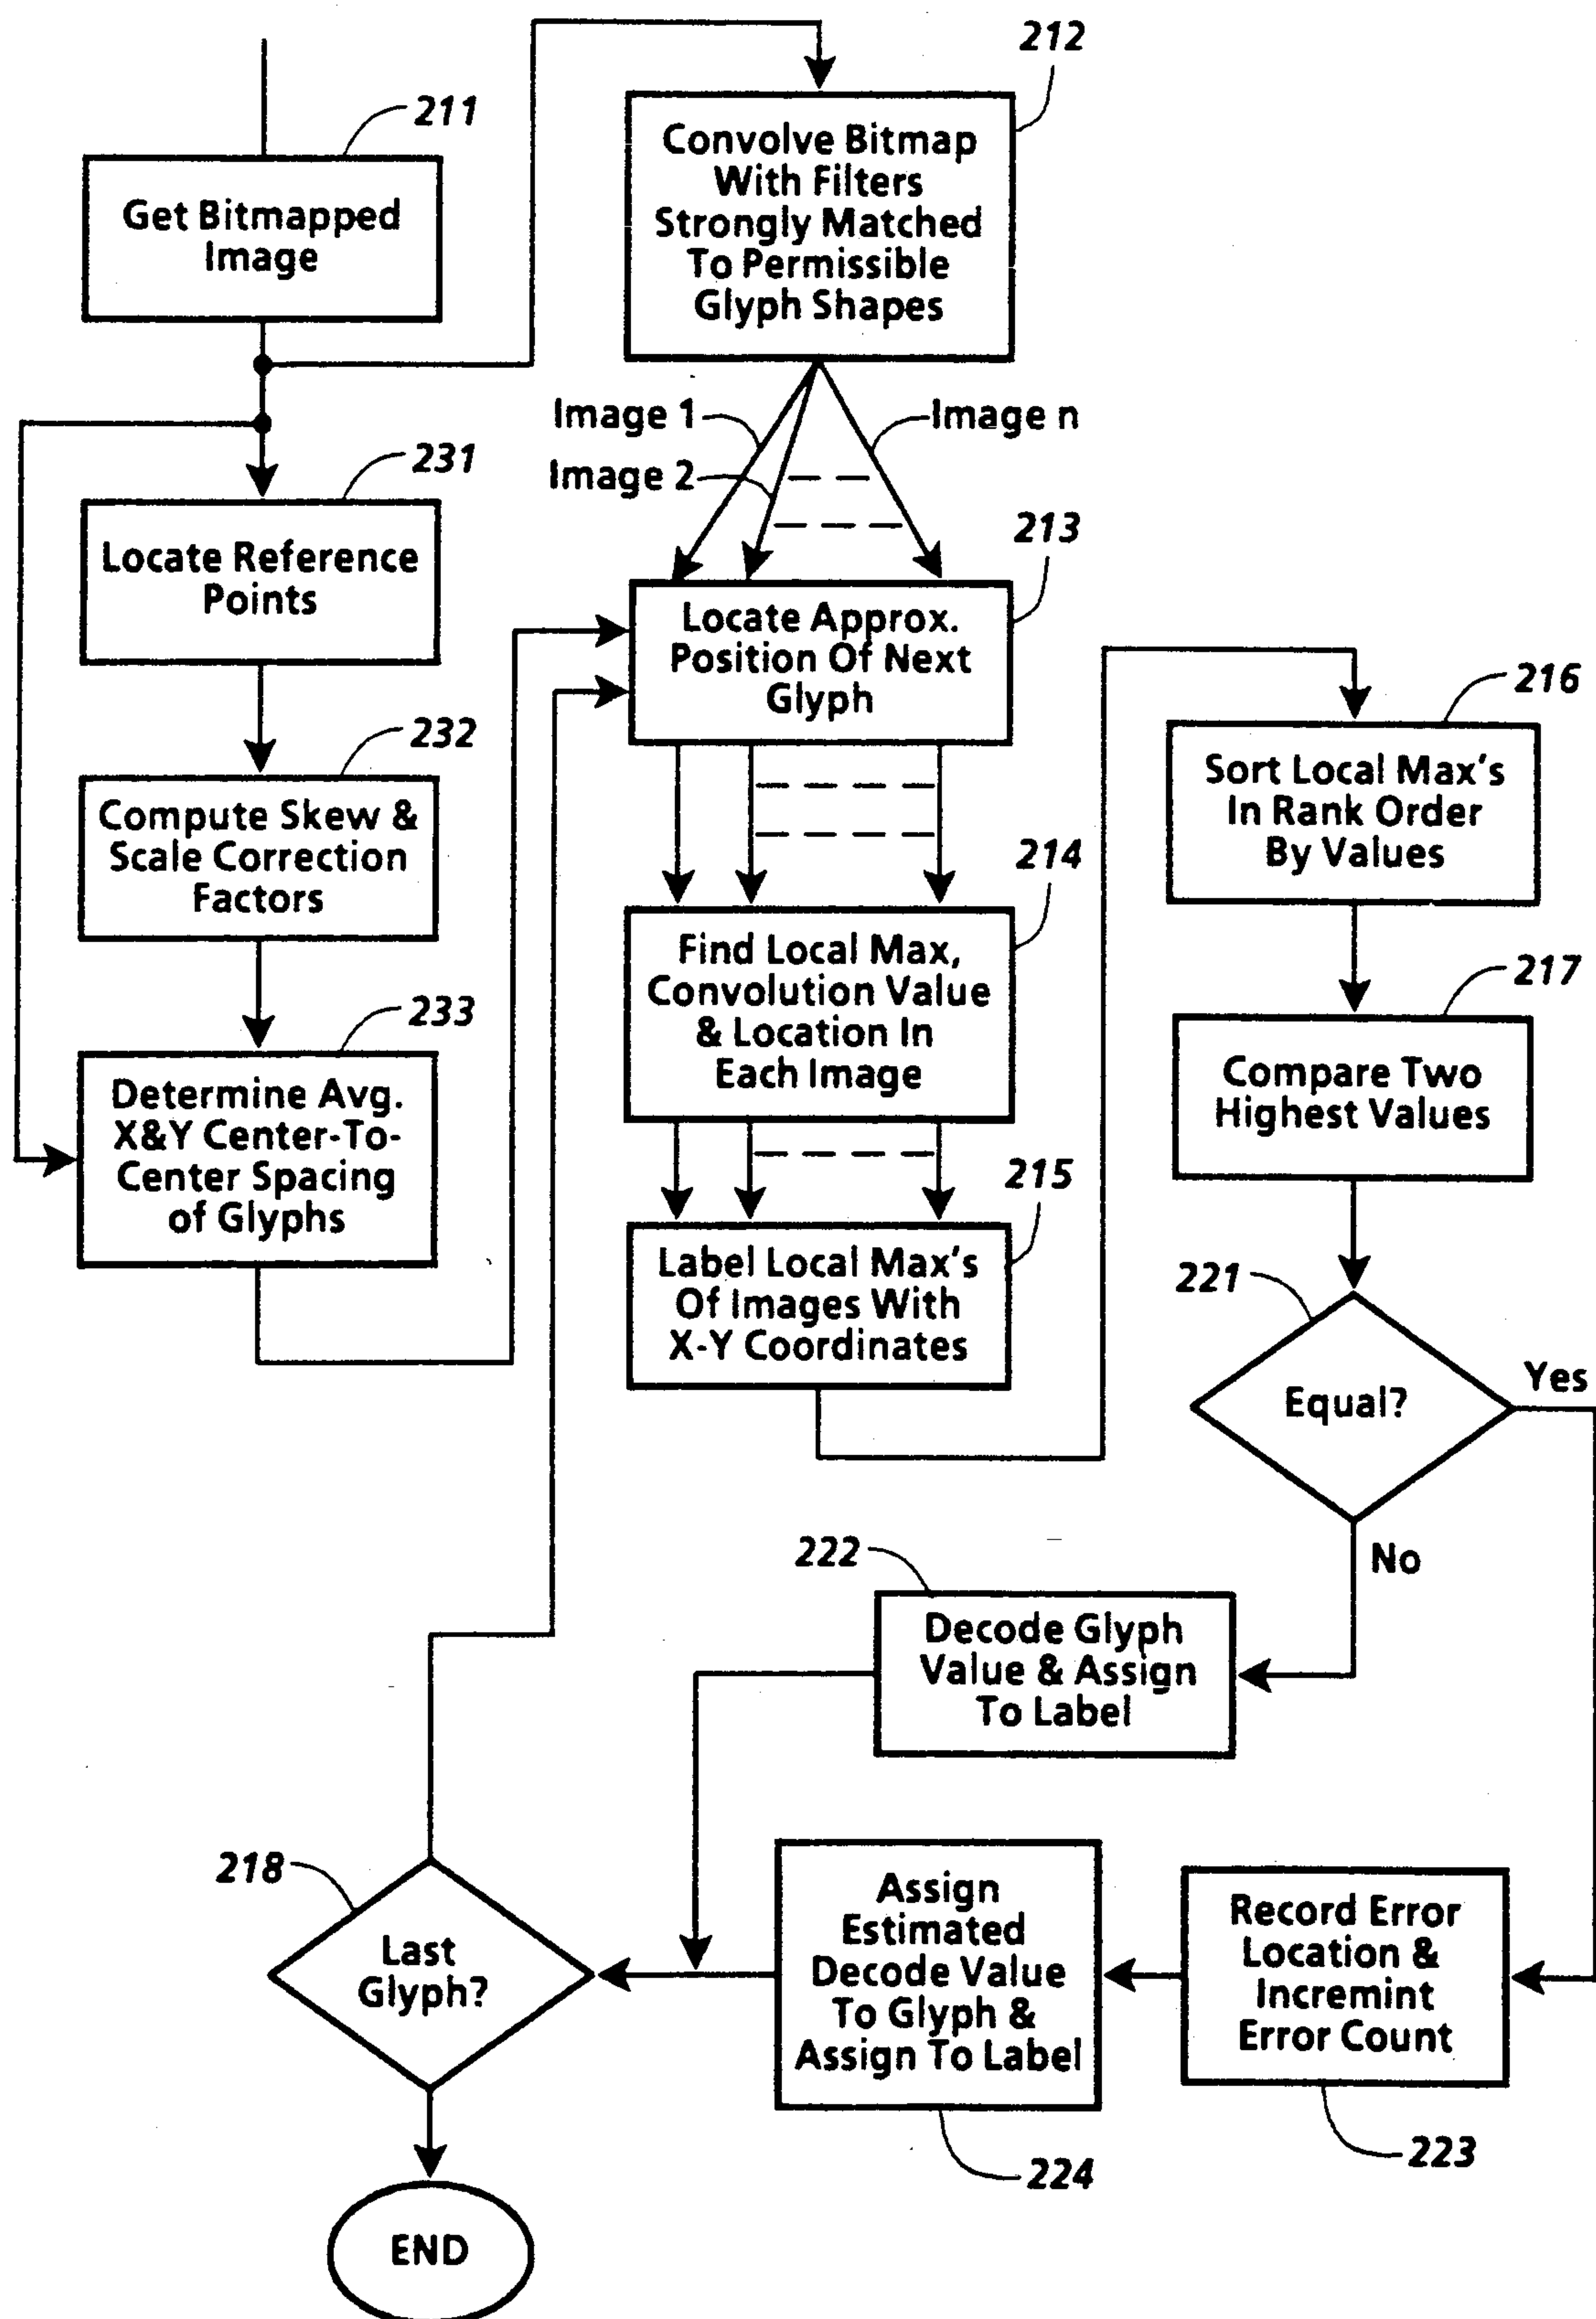 211
Get Bitmapped
Image
212
Convolve Bitmap
With Filters
Strongly Matched
To Permissible
Glyph Shapes
Image 1
Image 2
Image n
231
Locate Reference
Points
232
Compute Skew &
Scale Correction
Factors
233
Determine Avg.
X&Y Center-To-
Center Spacing
of Glyphs
213
Locate Approx.
Position Of Next
Glyph
214
Find Local Max,
Convolution Value
& Location In
Each Image
215
Label Local Max's
Of Images With
X-Y Coordinates
216
Sort Local Max's
In Rank Order
By Values
217
Compare Two
Highest Values
221
Equal?
Yes
No
222
Decode Glyph
Value & Assign
To Label
223
Record Error
Location &
Incremint
Error Count
224
Assign
Estimated
Decode Value
To Glyph &
Assign To Label
218
Last
Glyph?
END